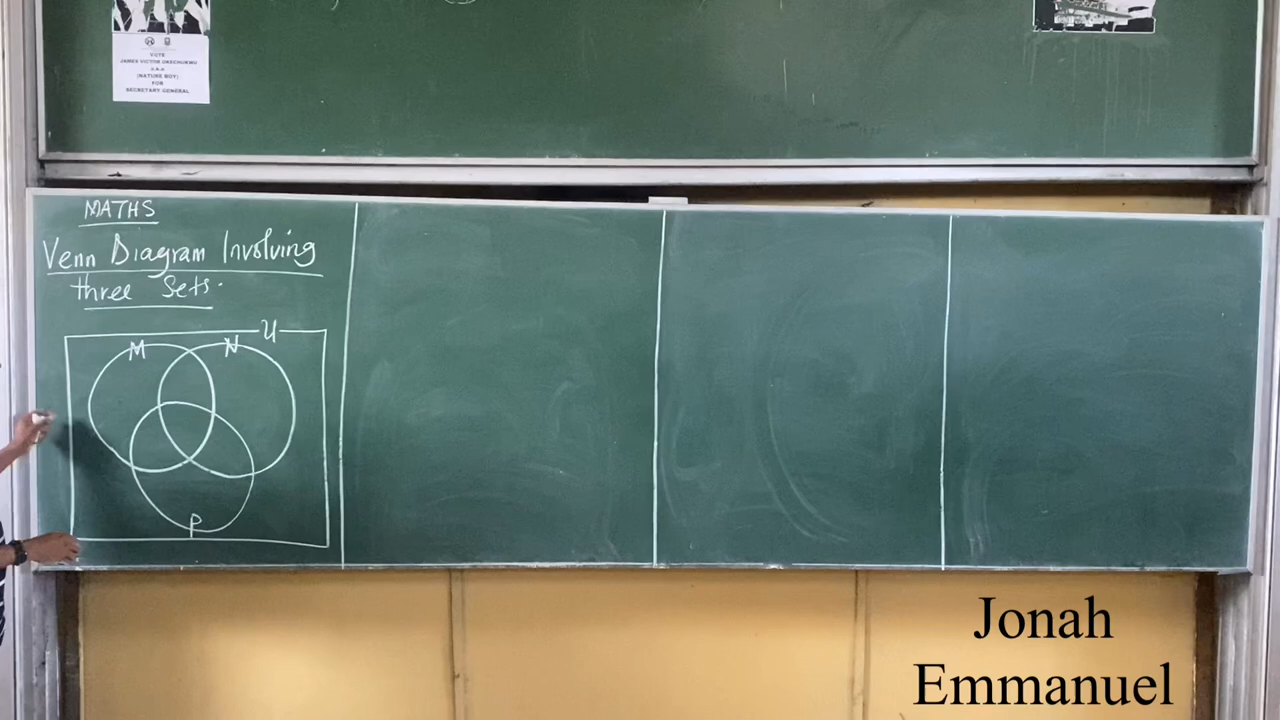 VOTE
JAMES VICTOR OKECHUKWU
a.k.a
(NATURE BOY)
FOR
SECRETARY GENERAL
MATHS
Venn Diagram Involving
three Sets.
U
M N
P
Jonah
Emmanuel